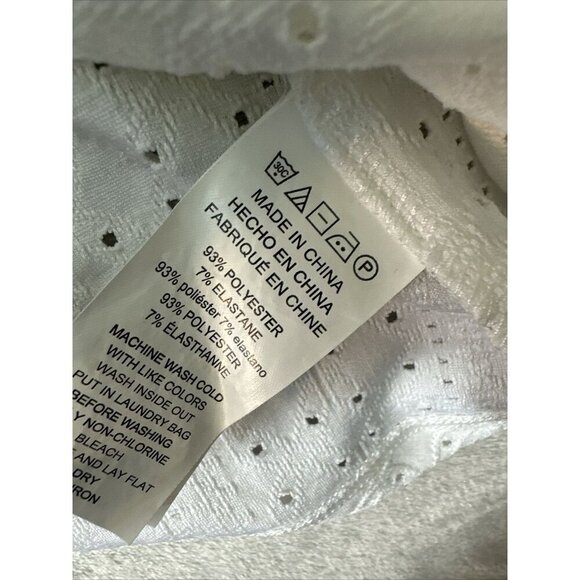 30C P
MADE IN CHINA
HECHO EN CHINA
FABRIQUÉ EN CHINE
93% POLYESTER
7% ELASTANE
93% poliéster 7% elastano
93% POLYESTER
7% ÉLASTHANNE
MACHINE WASH COLD
WITH LIKE COLORS
WASH INSIDE OUT
PUT IN LAUNDRY BAG
BEFORE WASHING
Y NON-CHLORINE
BLEACH
AND LAY FLAT
DRY
IRON